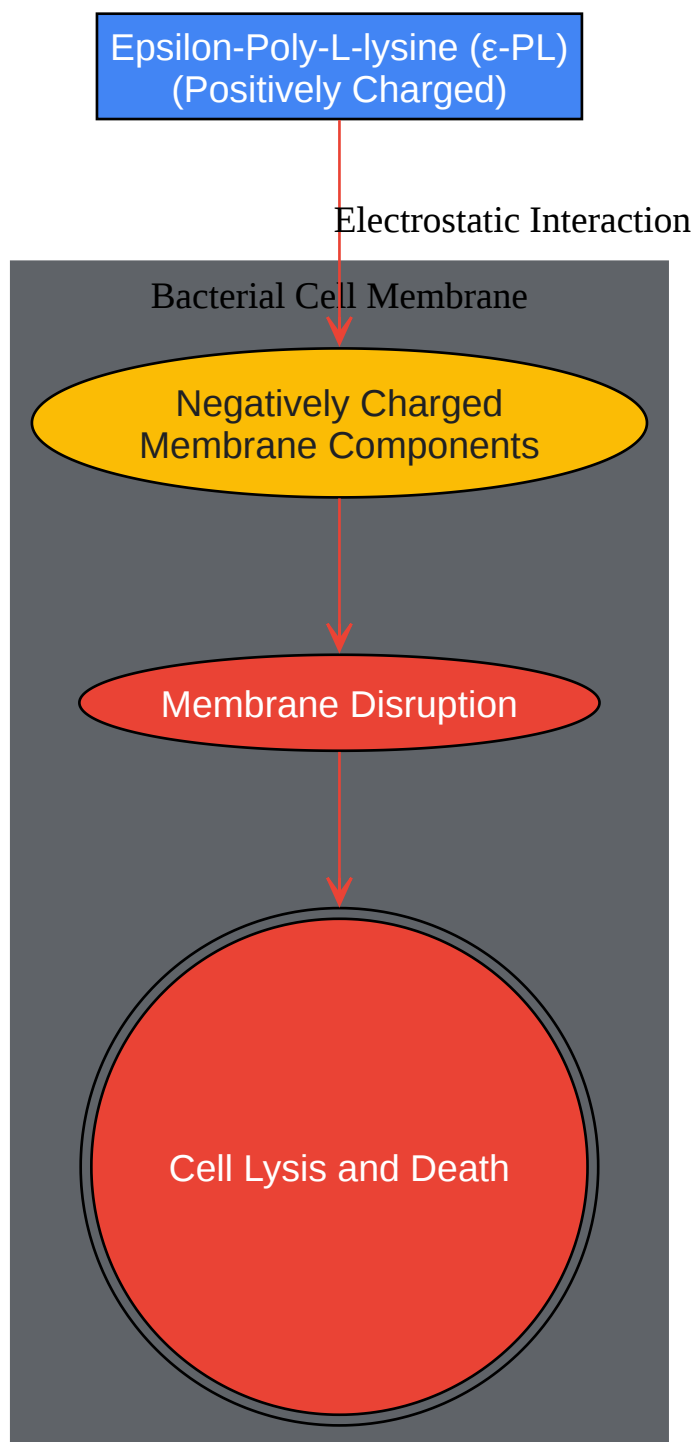 Epsilon-Poly-L-lysine (ε-PL)
(Positively Charged)
Electrostatic Interaction
Bacterial Cell Membrane
Negatively Charged
Membrane Components
Membrane Disruption
Cell Lysis and Death